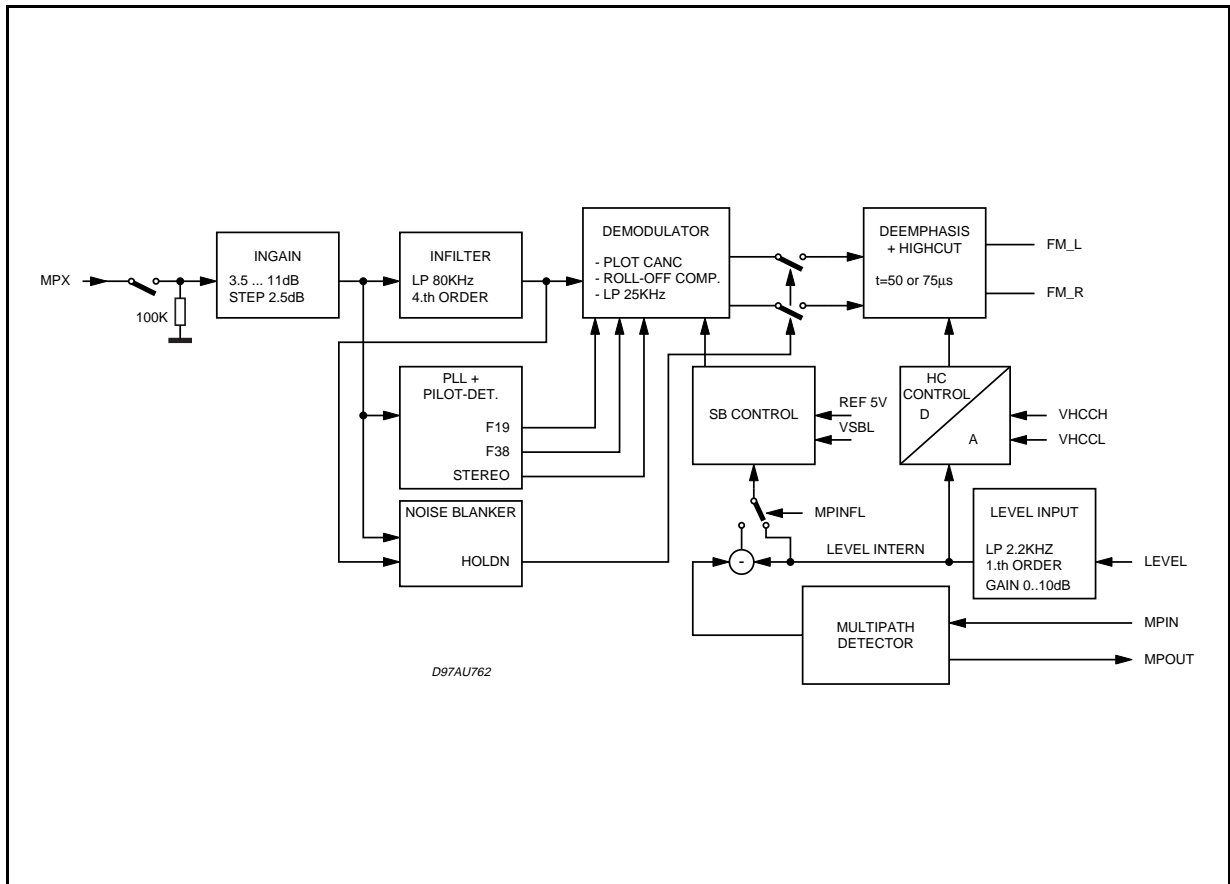 MPX
100K
INGAIN
3.5 ... 11dB
STEP 2.5dB
INFILTER
LP 80KHz
4.th ORDER
DEMODULATOR
- PLOT CANC
- ROLL-OFF COMP.
- LP 25KHz
DEEMPHASIS
+ HIGHCUT
t=50 or 75µs
FM_L
FM_R
PLL +
PILOT-DET.
F19
F38
STEREO
NOISE BLANKER
HOLDN
SB CONTROL
REF 5V
VSBL
HC
CONTROL
D
A
VHCCH
VHCCL
MPINFL
LEVEL INTERN
-
LEVEL INPUT
LP 2.2KHZ
1.th ORDER
GAIN 0..10dB
LEVEL
MULTIPATH
DETECTOR
MPIN
MPOUT
D97AU762